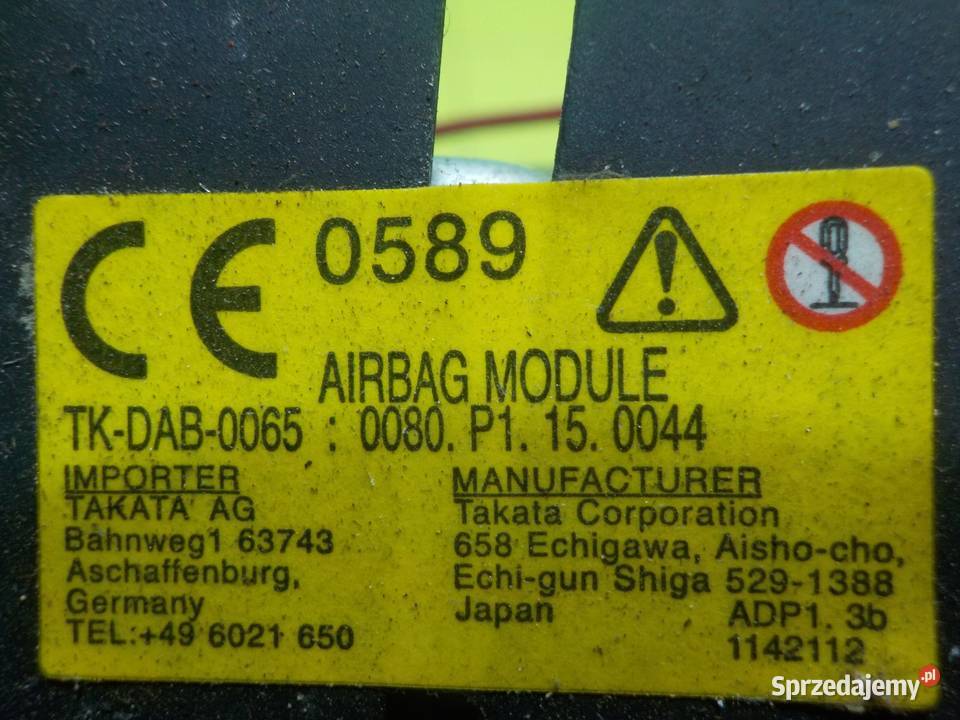 CE 0589
AIRBAG MODULE
TK-DAB-0065 : 0080. P1. 15. 0044
IMPORTER
TAKATA AG
Bahnweg1 63743
Aschaffenburg,
Germany
TEL:+49 6021 650
MANUFACTURER
Takata Corporation
658 Echigawa, Aisho-cho,
Echi-gun Shiga 529-1388
Japan ADP1. 3b
1142112
Sprzedajemy.pl